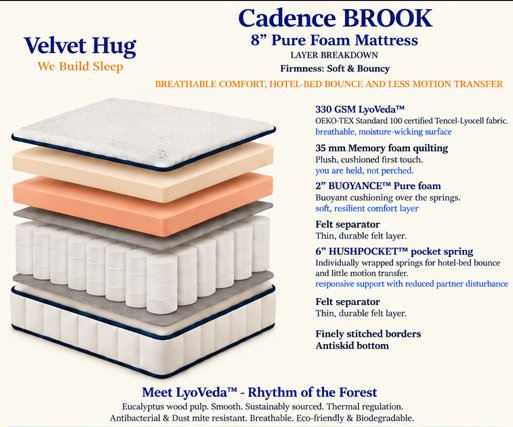 Cadence BROOK
8” Pure Foam Mattress
LAYER BREAKDOWN
Firmness: Soft & Bouncy
Velvet Hug
We Build Sleep
BREATHABLE COMFORT, HOTEL-BED BOUNCE AND LESS MOTION TRANSFER
330 GSM LyoVeda™
OEKO-TEX Standard 100 certified Tencel-Lyocell fabric.
breathable, moisture-wicking surface
35 mm Memory foam quilting
Plush, cushioned first touch.
you are held, not perched.
2” BUOYANCE™ Pure foam
Buoyant cushioning over the springs.
soft, resilient comfort layer
Felt separator
Thin, durable felt layer.
6” HUSHPOCKET™ pocket spring
Individually wrapped springs for hotel-bed bounce
and little motion transfer.
responsive support with reduced partner disturbance
Felt separator
Thin, durable felt layer.
Finely stitched borders
Antiskid bottom
Meet LyoVeda™ - Rhythm of the Forest
Eucalyptus wood pulp. Smooth. Sustainably sourced. Thermal regulation.
Antibacterial & Dust mite resistant. Breathable. Eco-friendly & Biodegradable.